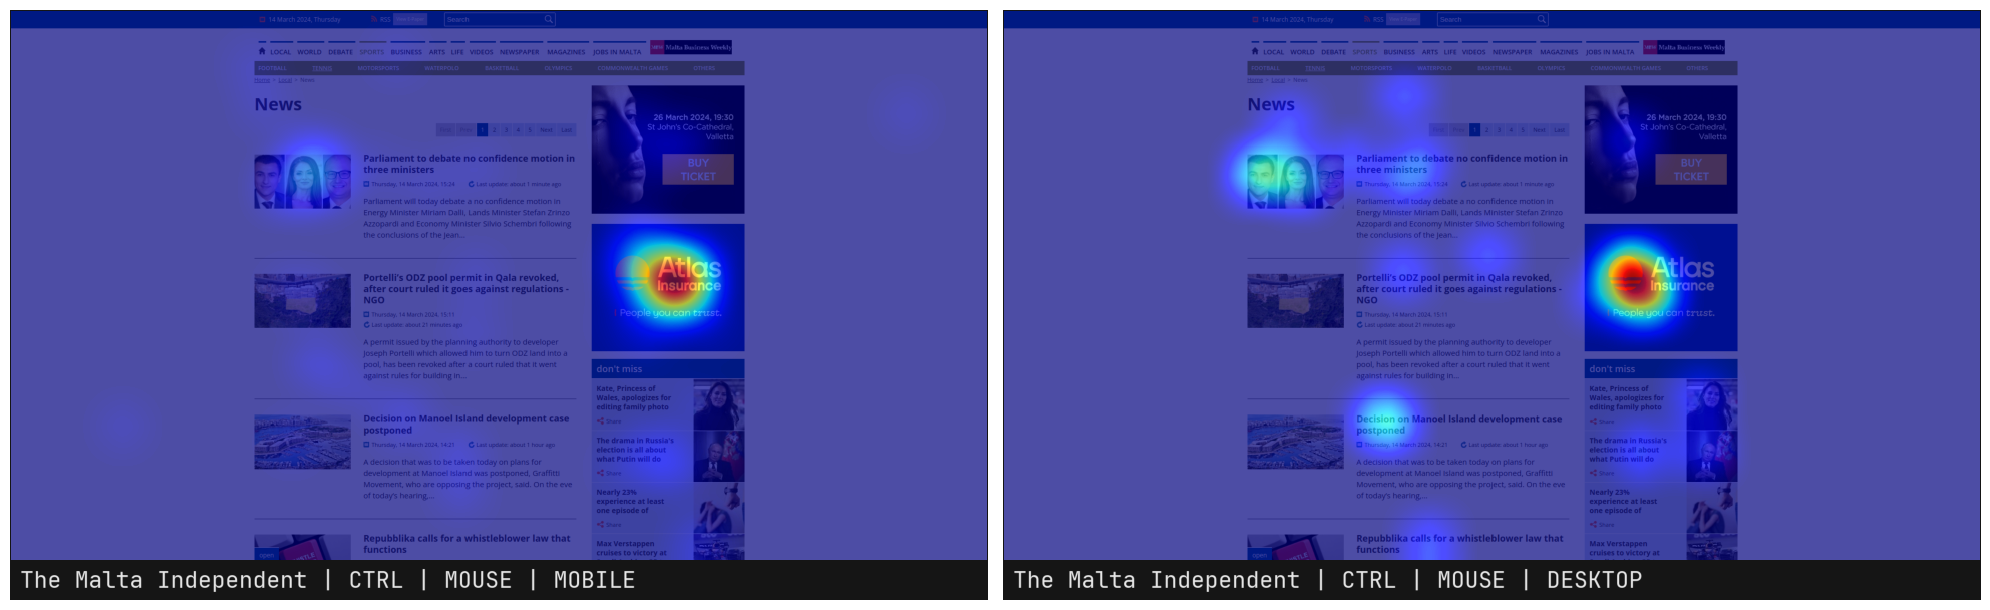 14 March 2024, Thursday RSS Search
LOCAL WORLD DEBATE SPORTS BUSINESS ARTS LIFE VIDEOS NEWSPAPER MAGAZINES JOBS IN MALTA NEW Malta Business Weekly
FOOTBALL TENNIS MOTORSPORTS WATERPOLO BASKETBALL OLYMPICS COMMONWEALTH GAMES OTHERS
Home > Local > News
News
First Prev 1 2 3 4 5 Next Last
Parliament to debate no confidence motion in
three ministers
Thursday, 14 March 2024, 15:24 Last update: about 1 minute ago
Parliament will today debate a no confidence motion in
Energy Minister Miriam Dalli, Lands Minister Stefan Zrinzo
Azzopardi and Economy Minister Silvio Schembri following
the conclusions of the Jean...
Portelli's ODZ pool permit in Qala revoked,
after court ruled it goes against regulations -
NGO
Thursday, 14 March 2024, 15:11
Last update: about 21 minutes ago
A permit issued by the planning authority to developer
Joseph Portelli which allowed him to turn ODZ land into a
pool, has been revoked after a court ruled that it went
against rules for building in....
Decision on Manoel Island development case
postponed
Thursday, 14 March 2024, 14:21 Last update: about 1 hour ago
A decision that was to be taken today on plans for
development at Manoel Island was postponed, Graffitti
Movement, who are opposing the project, said. On the eve
of today's hearing,...
Repubblika calls for a whistleblower law that
functions
open
26 March 2024, 19:30
St John's Co-Cathedral,
Valletta
BUY
TICKET
Atlas
Insurance
People you can trust.
don't miss
Kate, Princess of
Wales, apologizes for
editing family photo
Share
The drama in Russia's
election is all about
what Putin will do
Share
Nearly 23%
experience at least
one episode of
Share
Max Verstappen
cruises to victory at
The Malta Independent | CTRL | MOUSE | MOBILE
14 March 2024, Thursday RSS Search
LOCAL WORLD DEBATE SPORTS BUSINESS ARTS LIFE VIDEOS NEWSPAPER MAGAZINES JOBS IN MALTA NEW Malta Business Weekly
FOOTBALL TENNIS MOTORSPORTS WATERPOLO BASKETBALL OLYMPICS COMMONWEALTH GAMES OTHERS
Home > Local > News
News
First Prev 1 2 3 4 5 Next Last
Parliament to debate no confidence motion in
three ministers
Thursday, 14 March 2024, 15:24 Last update: about 1 minute ago
Parliament will today debate a no confidence motion in
Energy Minister Miriam Dalli, Lands Minister Stefan Zrinzo
Azzopardi and Economy Minister Silvio Schembri following
the conclusions of the Jean...
Portelli's ODZ pool permit in Qala revoked,
after court ruled it goes against regulations -
NGO
Thursday, 14 March 2024, 15:11
Last update: about 21 minutes ago
A permit issued by the planning authority to developer
Joseph Portelli which allowed him to turn ODZ land into a
pool, has been revoked after a court ruled that it went
against rules for building in....
Decision on Manoel Island development case
postponed
Thursday, 14 March 2024, 14:21 Last update: about 1 hour ago
A decision that was to be taken today on plans for
development at Manoel Island was postponed, Graffitti
Movement, who are opposing the project, said. On the eve
of today's hearing,...
Repubblika calls for a whistleblower law that
functions
open
26 March 2024, 19:30
St John's Co-Cathedral,
Valletta
BUY
TICKET
Atlas
Insurance
People you can trust.
don't miss
Kate, Princess of
Wales, apologizes for
editing family photo
Share
The drama in Russia's
election is all about
what Putin will do
Share
Nearly 23%
experience at least
one episode of
Share
Max Verstappen
cruises to victory at
The Malta Independent | CTRL | MOUSE | DESKTOP